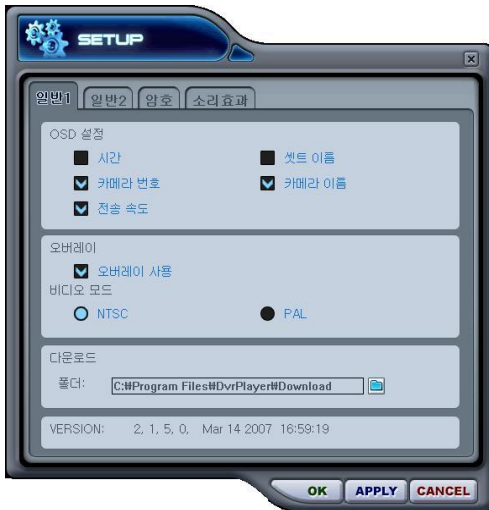 SETUP
일반1 일반2 암호 소리효과
OSD 설정
시간 셋트 이름
카메라 번호 카메라 이름
전송 속도
오버레이
오버레이 사용
비디오 모드
NTSC PAL
다운로드
폴더: C:₩Program Files₩DvrPlayer₩Download
VERSION: 2, 1, 5, 0, Mar 14 2007 16:59:19
OK APPLY CANCEL